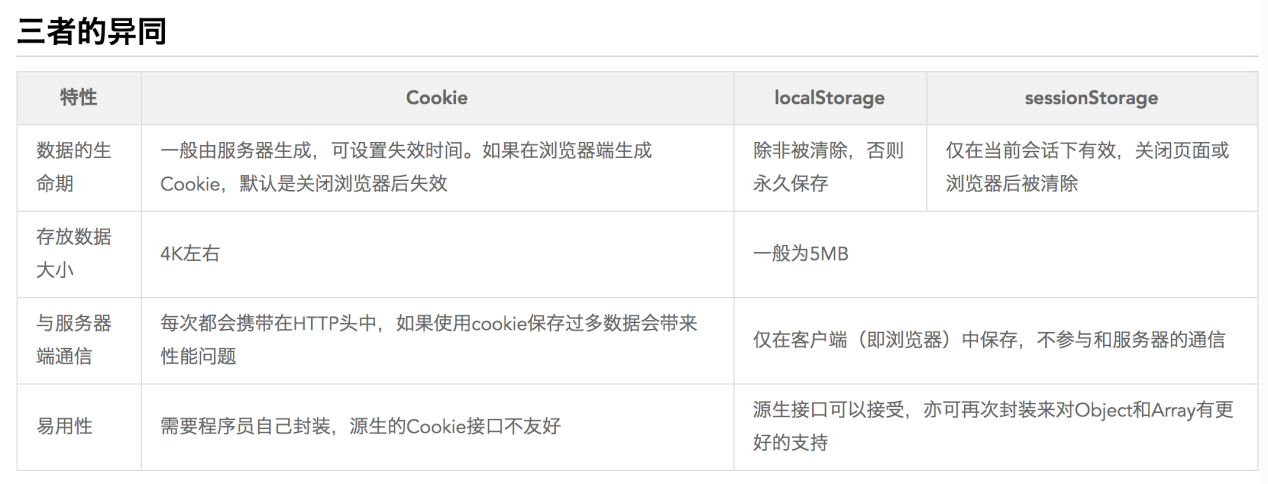 三者的异同
特性 Cookie localStorage sessionStorage
数据的生
命期
一般由服务器生成，可设置失效时间。如果在浏览器端生成
Cookie，默认是关闭浏览器后失效
除非被清除，否则
永久保存
仅在当前会话下有效，关闭页面或
浏览器后被清除
存放数据
大小
4K左右
一般为5MB
与服务器
端通信
每次都会携带在HTTP头中，如果使用cookie保存过多数据会带来
性能问题
仅在客户端（即浏览器）中保存，不参与和服务器的通信
易用性
需要程序员自己封装，源生的Cookie接口不友好
源生接口可以接受，亦可再次封装来对Object和Array有更
好的支持